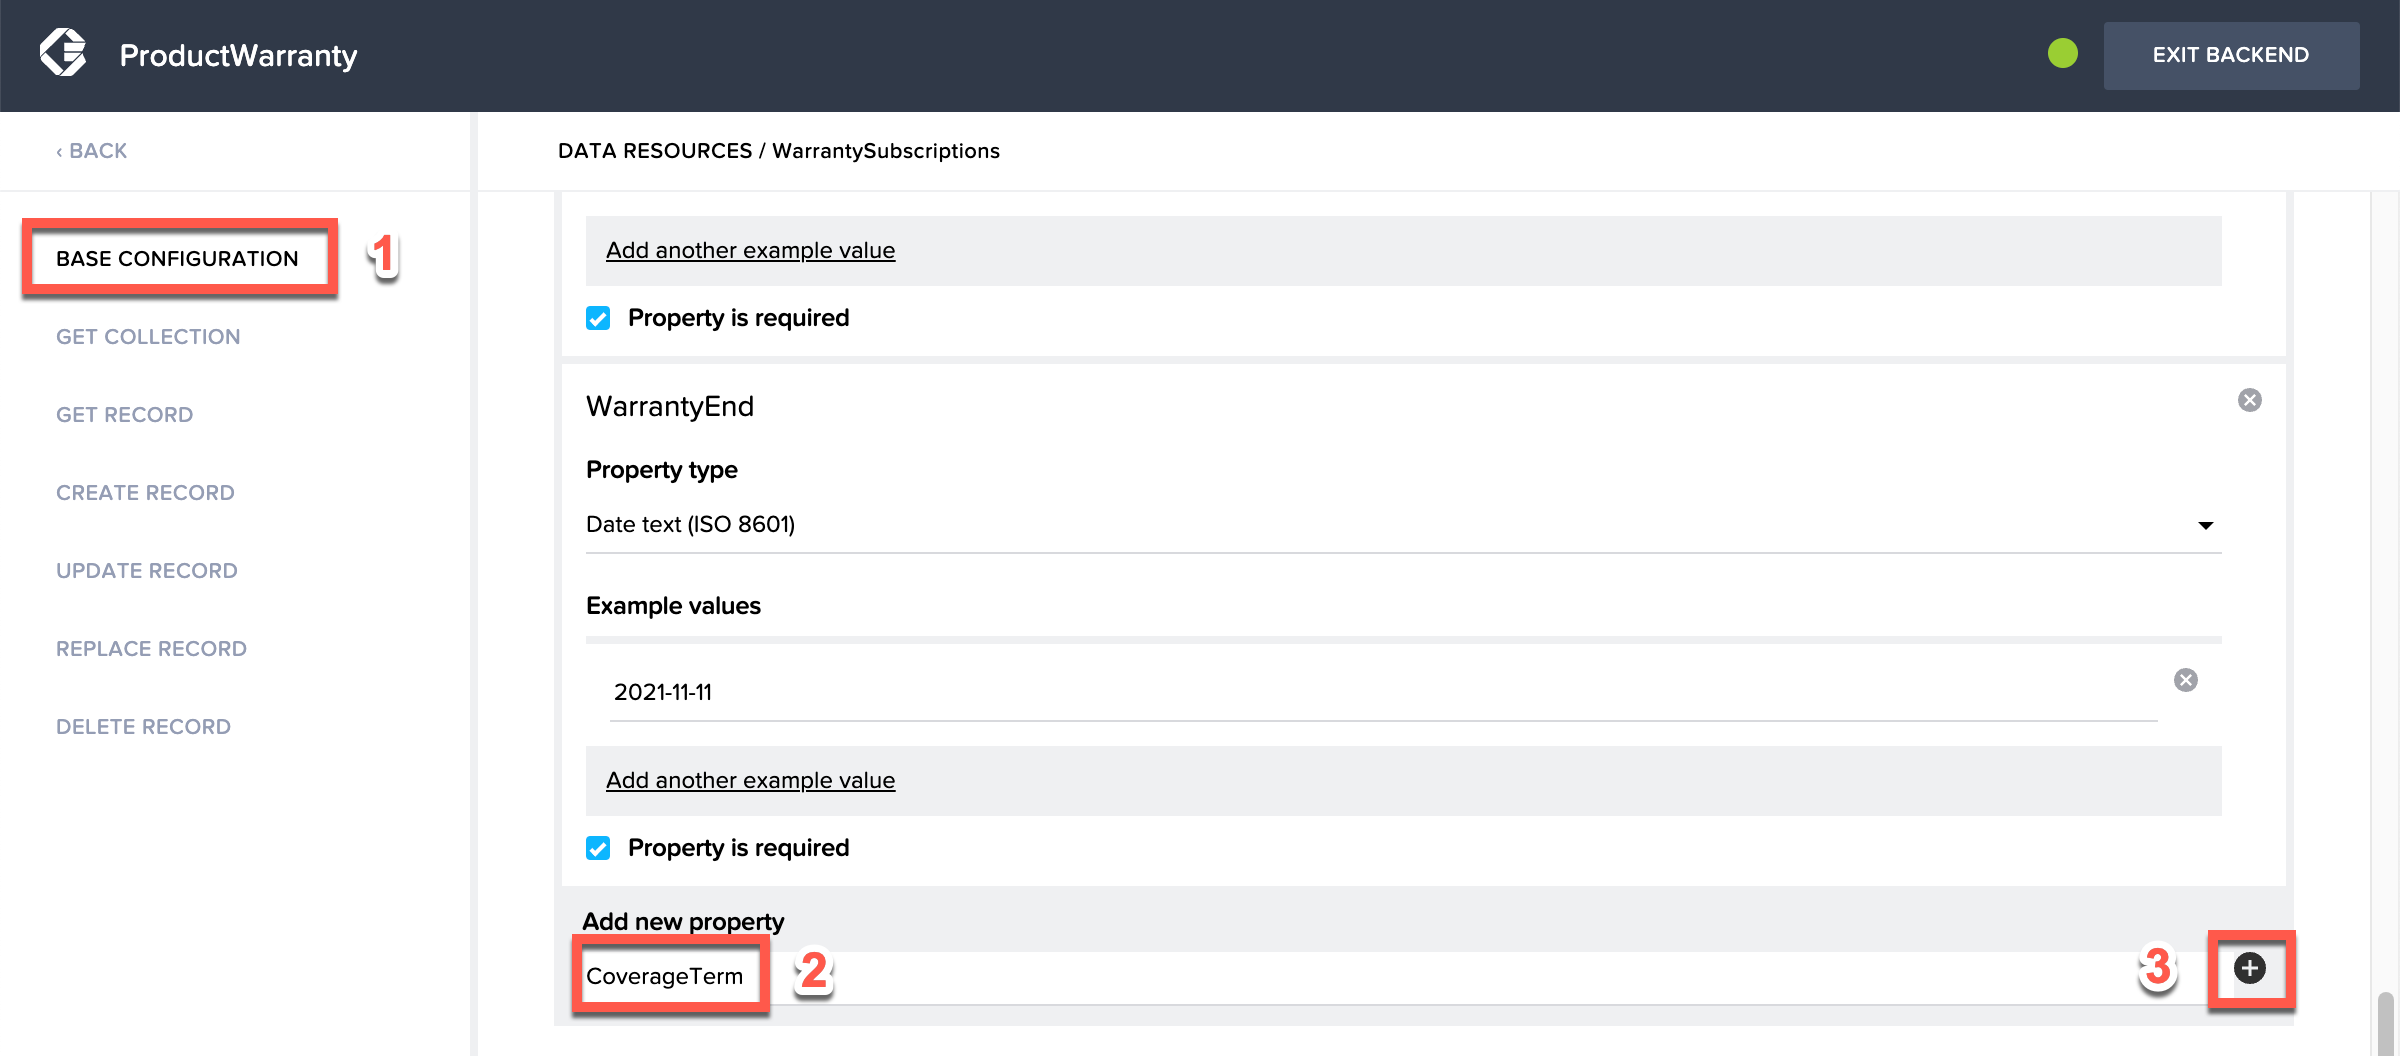 ProductWarranty
EXIT BACKEND
‹ BACK
DATA RESOURCES / WarrantySubscriptions
BASE CONFIGURATION
1
GET COLLECTION
GET RECORD
CREATE RECORD
UPDATE RECORD
REPLACE RECORD
DELETE RECORD
Add another example value
Property is required
WarrantyEnd
Property type
Date text (ISO 8601)
Example values
2021-11-11
Add another example value
Property is required
Add new property
CoverageTerm
2
3